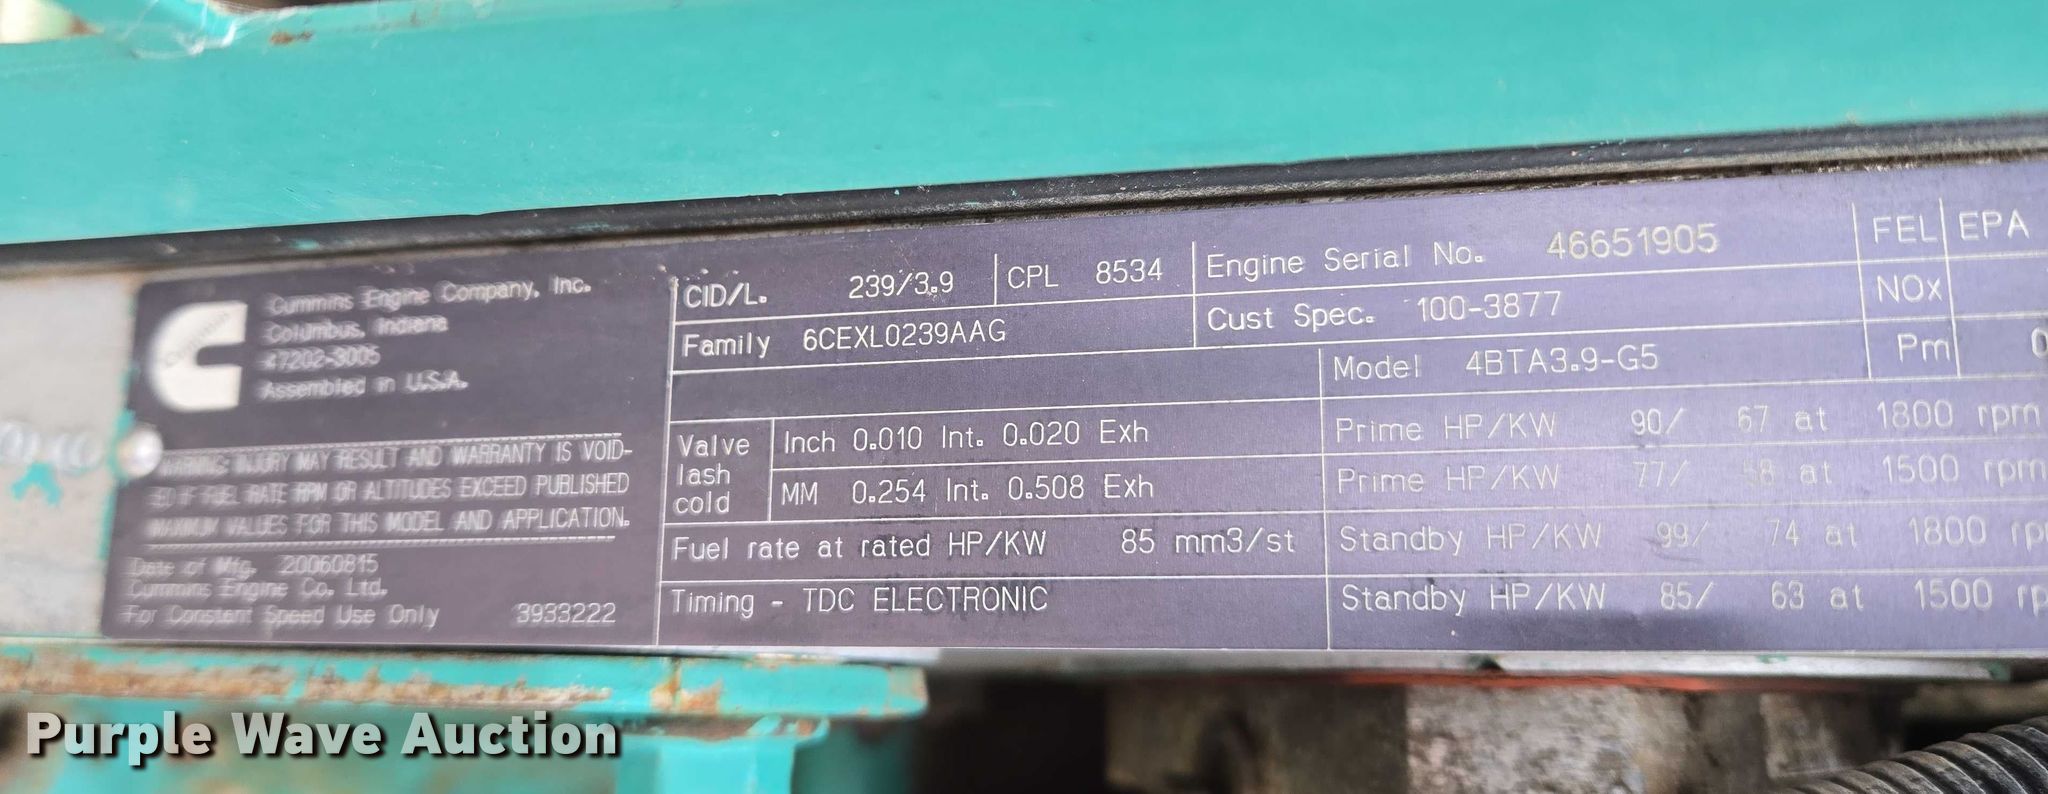 Cummins Engine Company, Inc.
Columbus, Indiana
47202-3005
Assembled in U.S.A.
Cummins
WARNING INJURY MAY RESULT AND WARRANTY IS VOID-
ED IF FUEL RATE RPM OR ALTITUDES EXCEED PUBLISHED
MAXIMUM VALUES FOR THIS MODEL AND APPLICATION.
Date of Mfg. 20060815
Cummins Engine Co. Ltd.
For Constant Speed Use Only 3933222
CID/L. 239/3.9 CPL 8534
Family 6CEXL0239AAG
Valve lash cold
Inch 0.010 Int. 0.020 Exh
MM 0.254 Int. 0.508 Exh
Fuel rate at rated HP/KW 85 mm3/st
Timing - TDC ELECTRONIC
Engine Serial No. 46651905
Cust Spec. 100-3877
Model 4BTA3.9-G5
FEL EPA
NOx
Pm 0
Prime HP/KW 90/ 67 at 1800 rpm
Prime HP/KW 77/ 58 at 1500 rpm
Standby HP/KW 99/ 74 at 1800 rp
Standby HP/KW 85/ 63 at 1500 rp
Purple Wave Auction